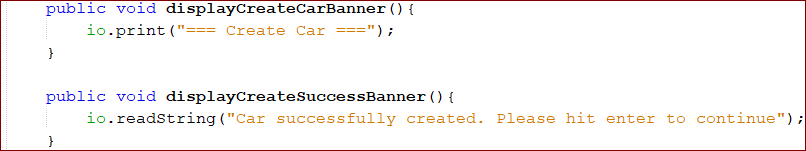 public void displayCreateCarBanner(){
io.print("=== Create Car ===");
}
public void displayCreateSuccessBanner(){
io.readString("Car successfully created. Please hit enter to continue");
}